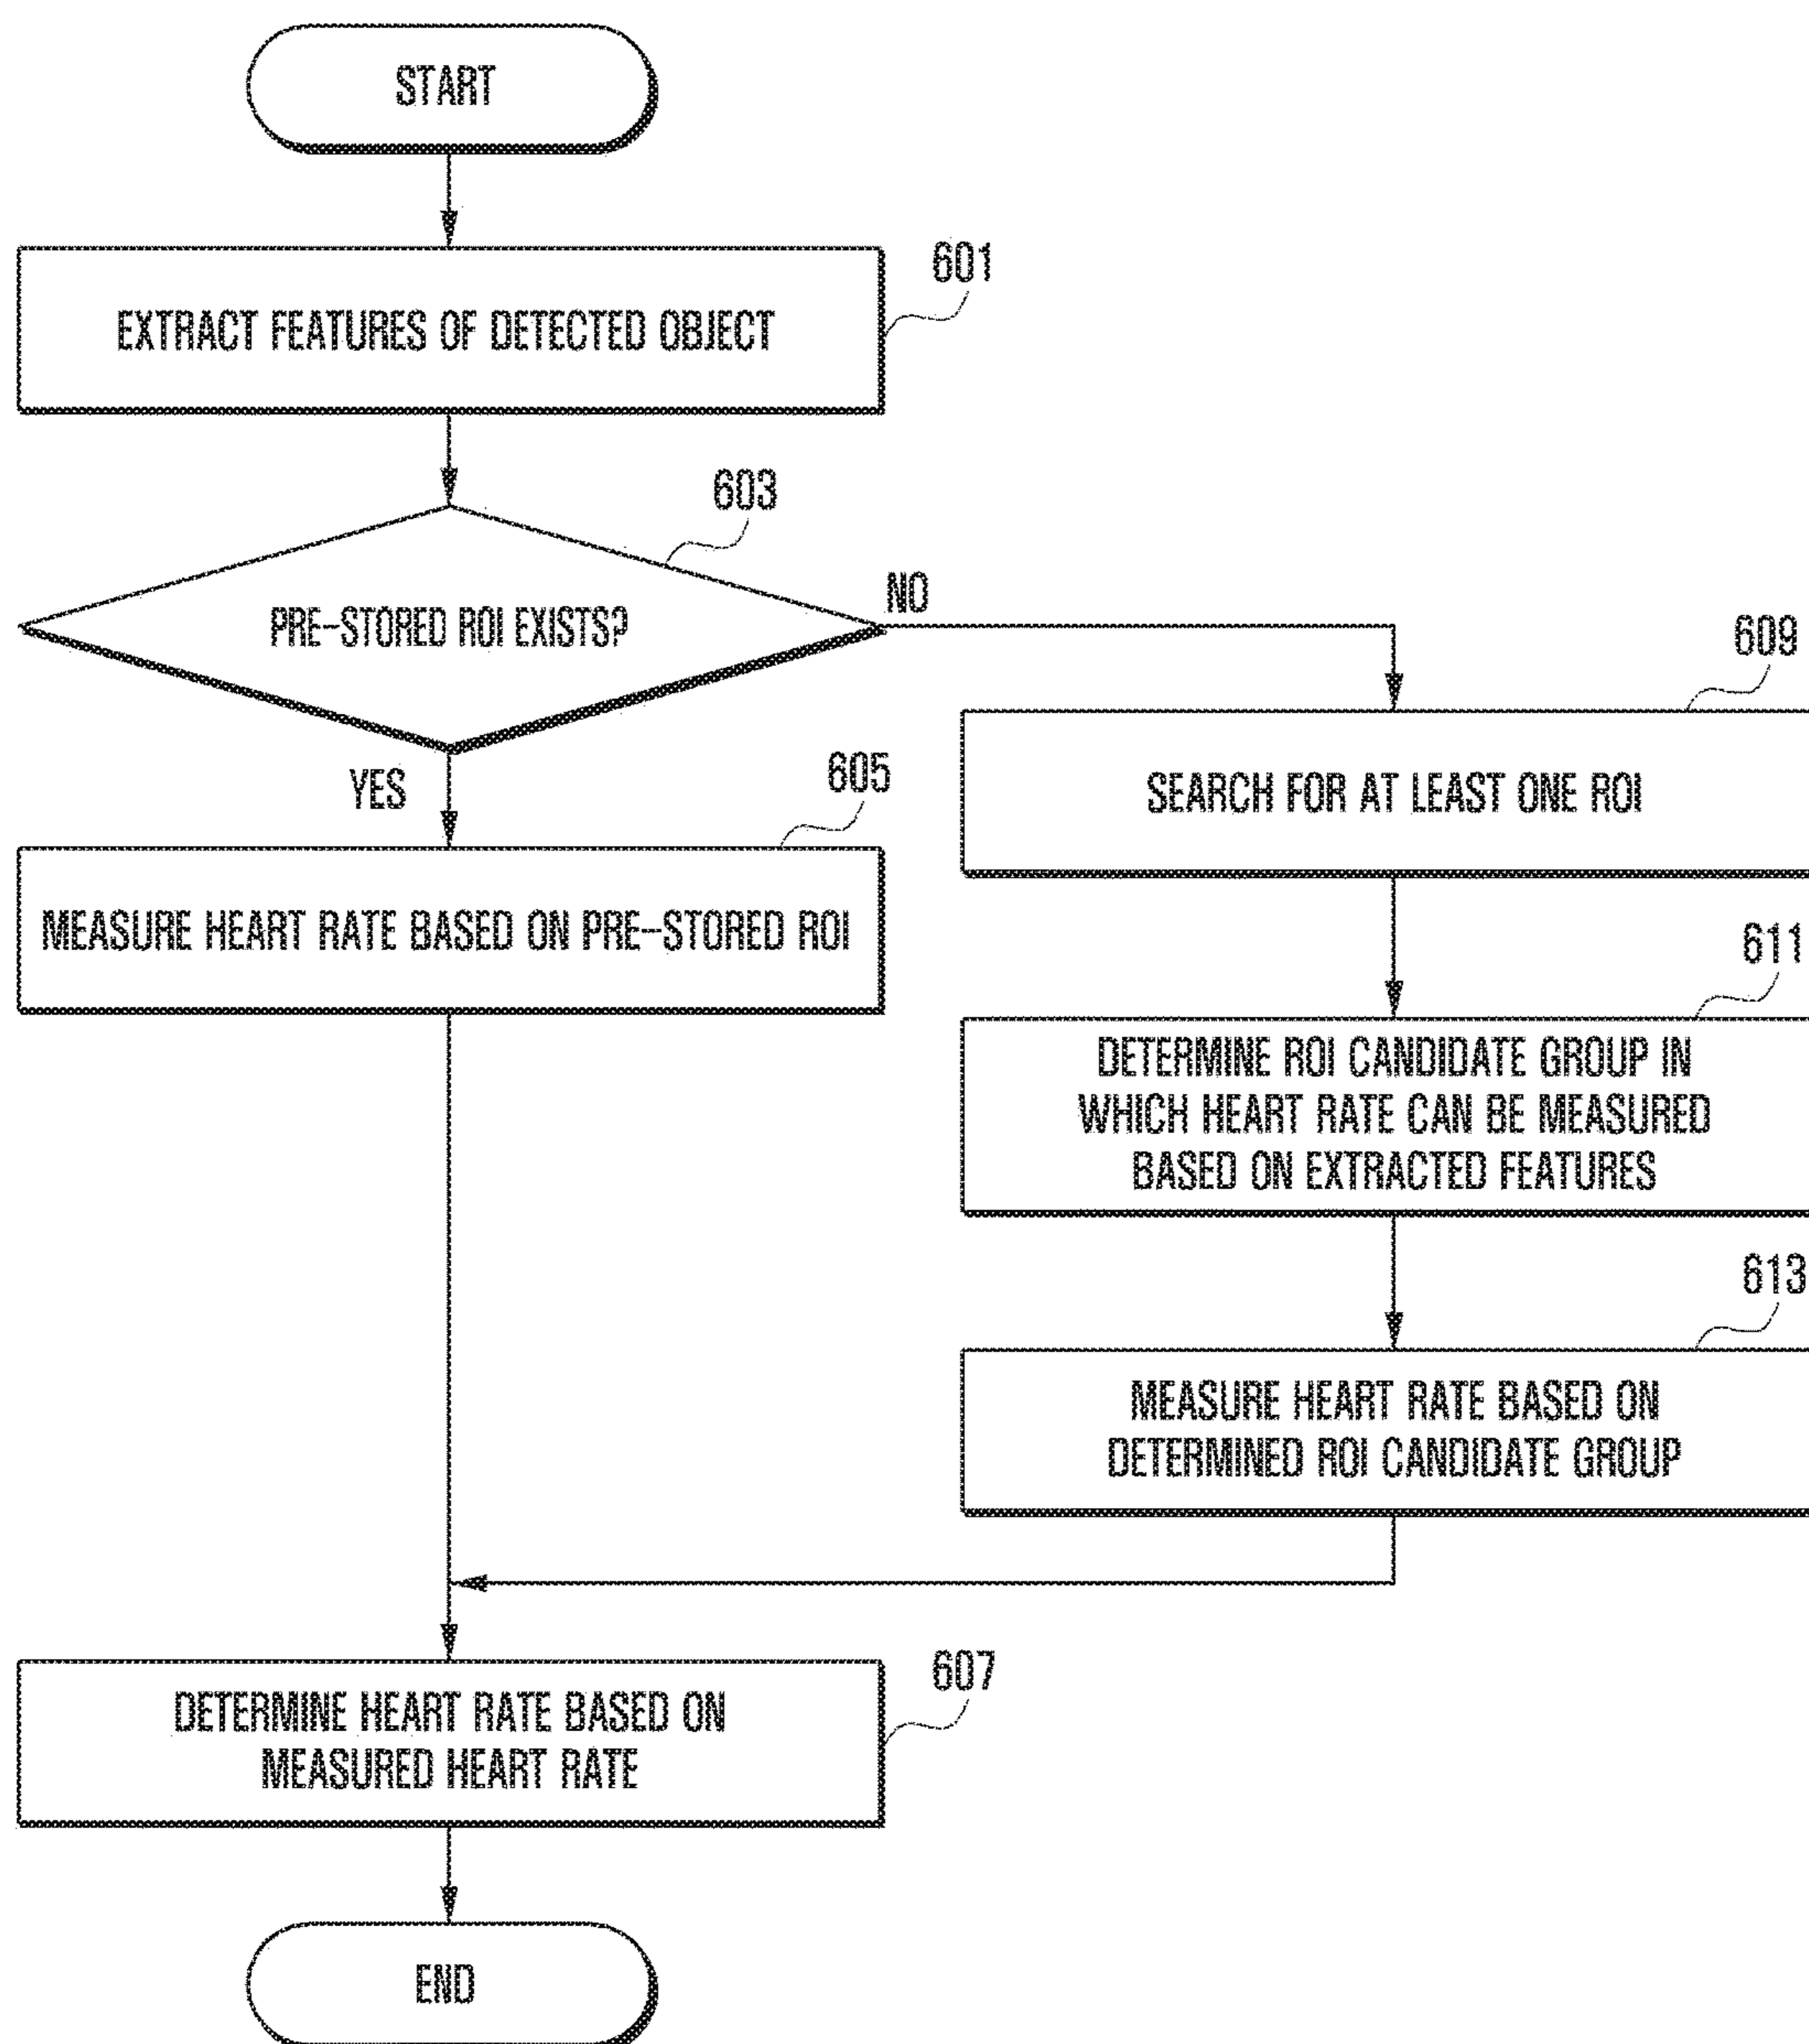 START
601
EXTRACT FEATURES OF DETECTED OBJECT
603
PRE-STORED ROI EXISTS?
NO
YES
605
MEASURE HEART RATE BASED ON PRE-STORED ROI
609
SEARCH FOR AT LEAST ONE ROI
611
DETERMINE ROI CANDIDATE GROUP IN
WHICH HEART RATE CAN BE MEASURED
BASED ON EXTRACTED FEATURES
613
MEASURE HEART RATE BASED ON
DETERMINED ROI CANDIDATE GROUP
607
DETERMINE HEART RATE BASED ON
MEASURED HEART RATE
END